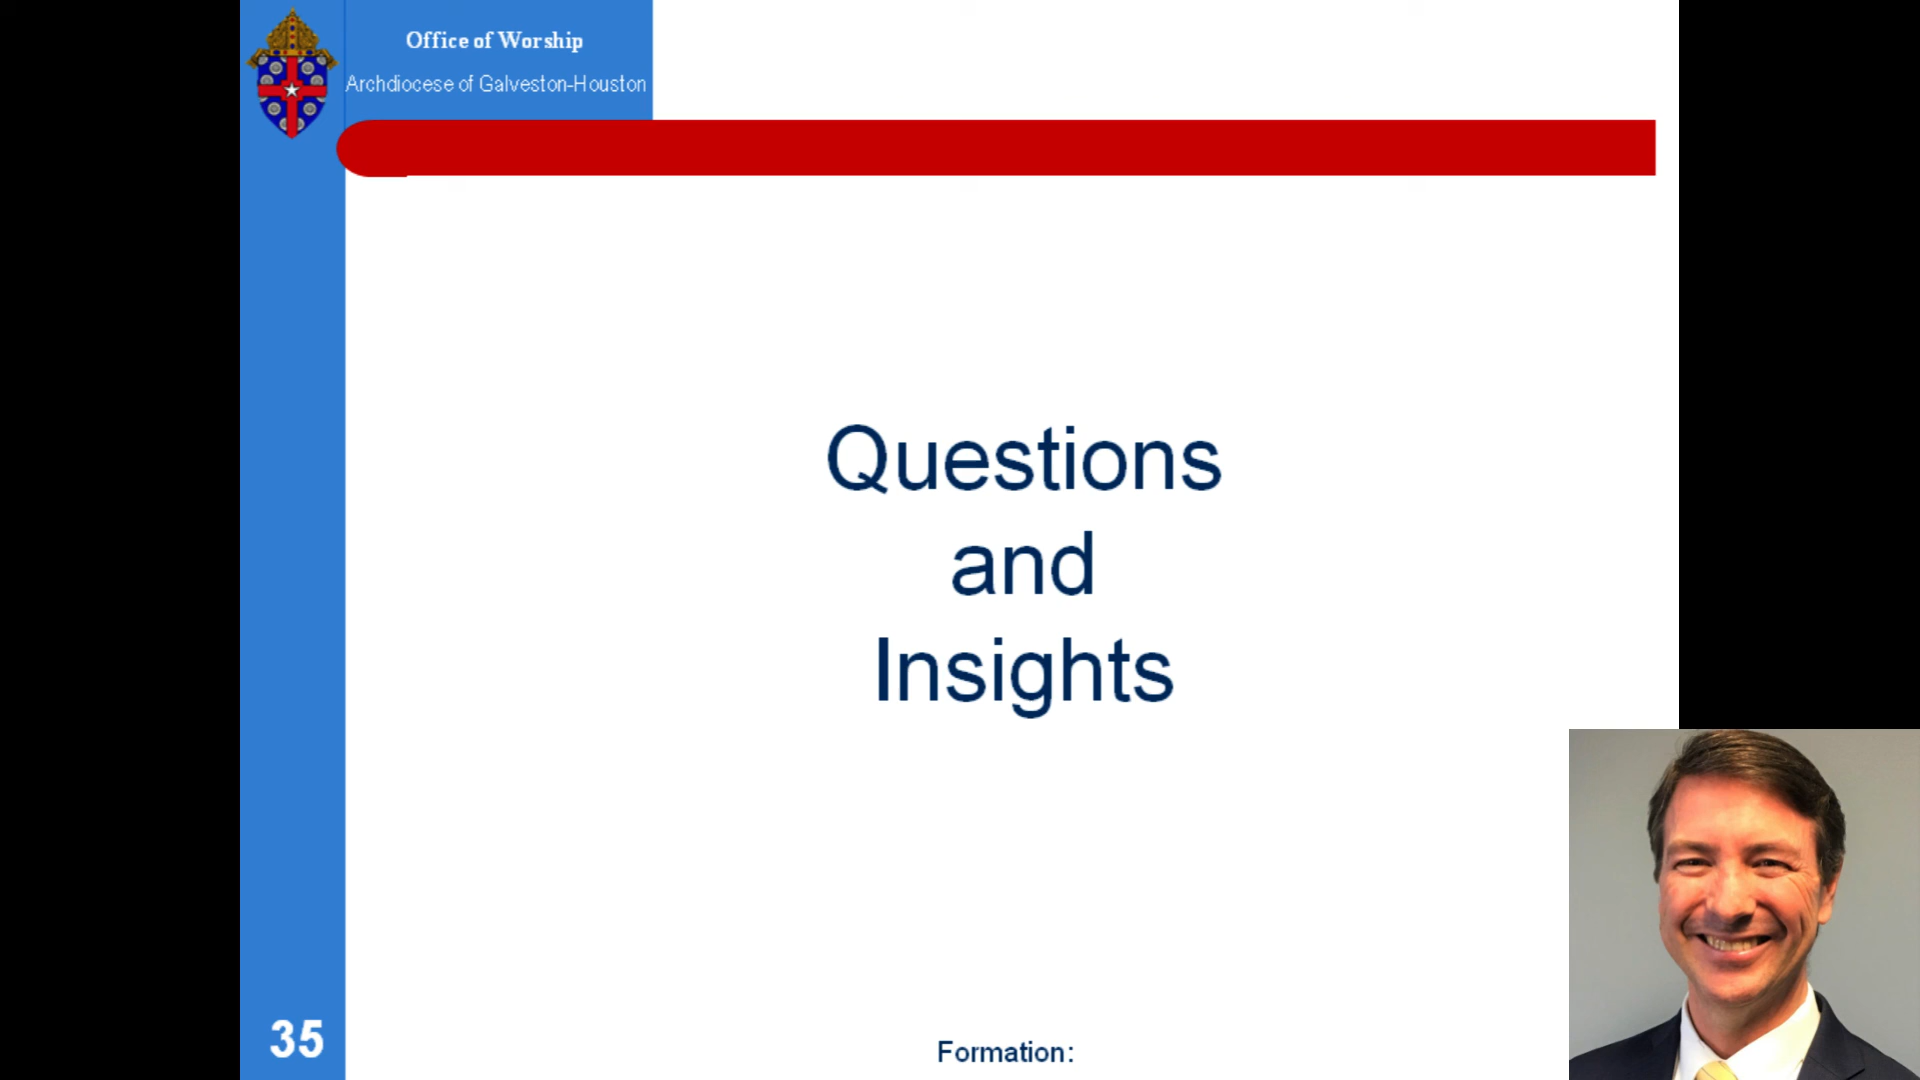 Office of Worship
Archdiocese of Galveston-Houston
Questions
and
Insights
35
Formation: